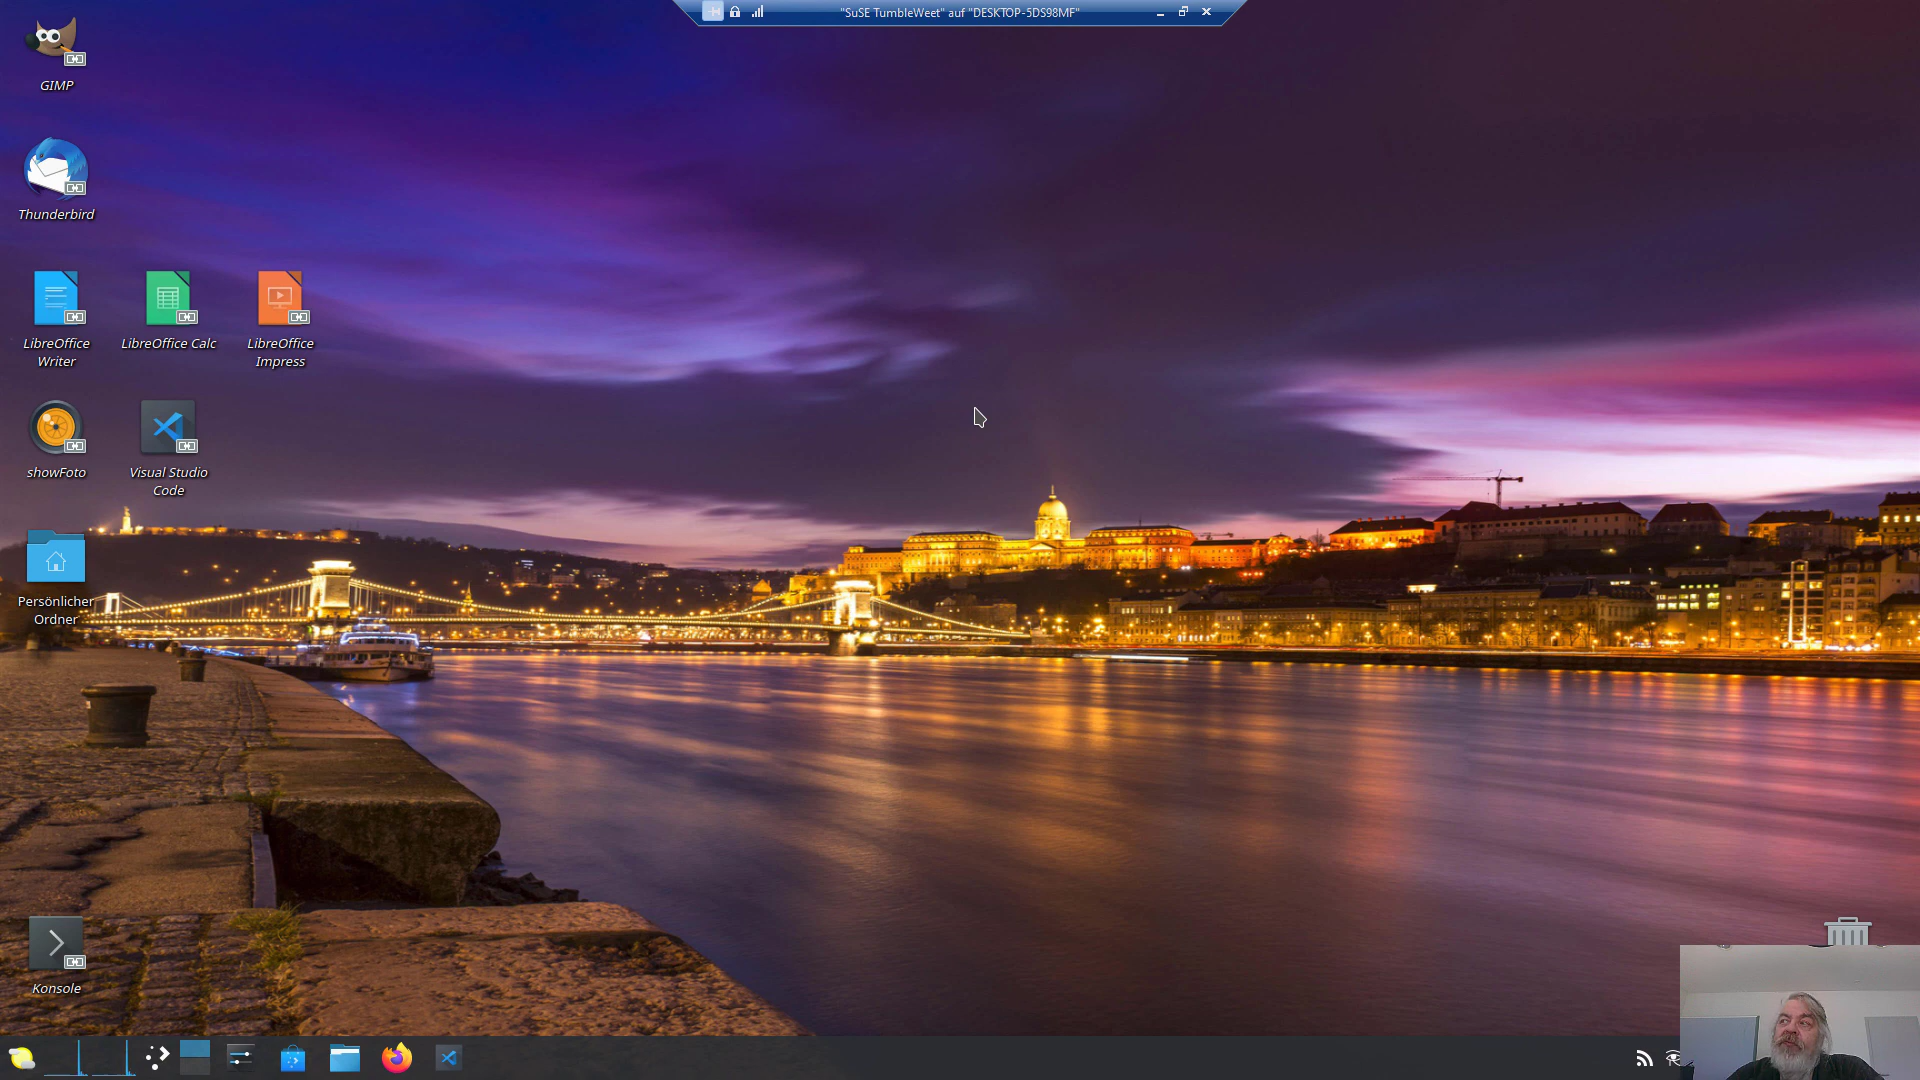 "SuSE TumbleWeet" auf "DESKTOP-5DS98MF"
GIMP
Thunderbird
LibreOffice
Writer
LibreOffice Calc
LibreOffice
Impress
showFoto
Visual Studio
Code
Persönlicher
Ordner
Konsole